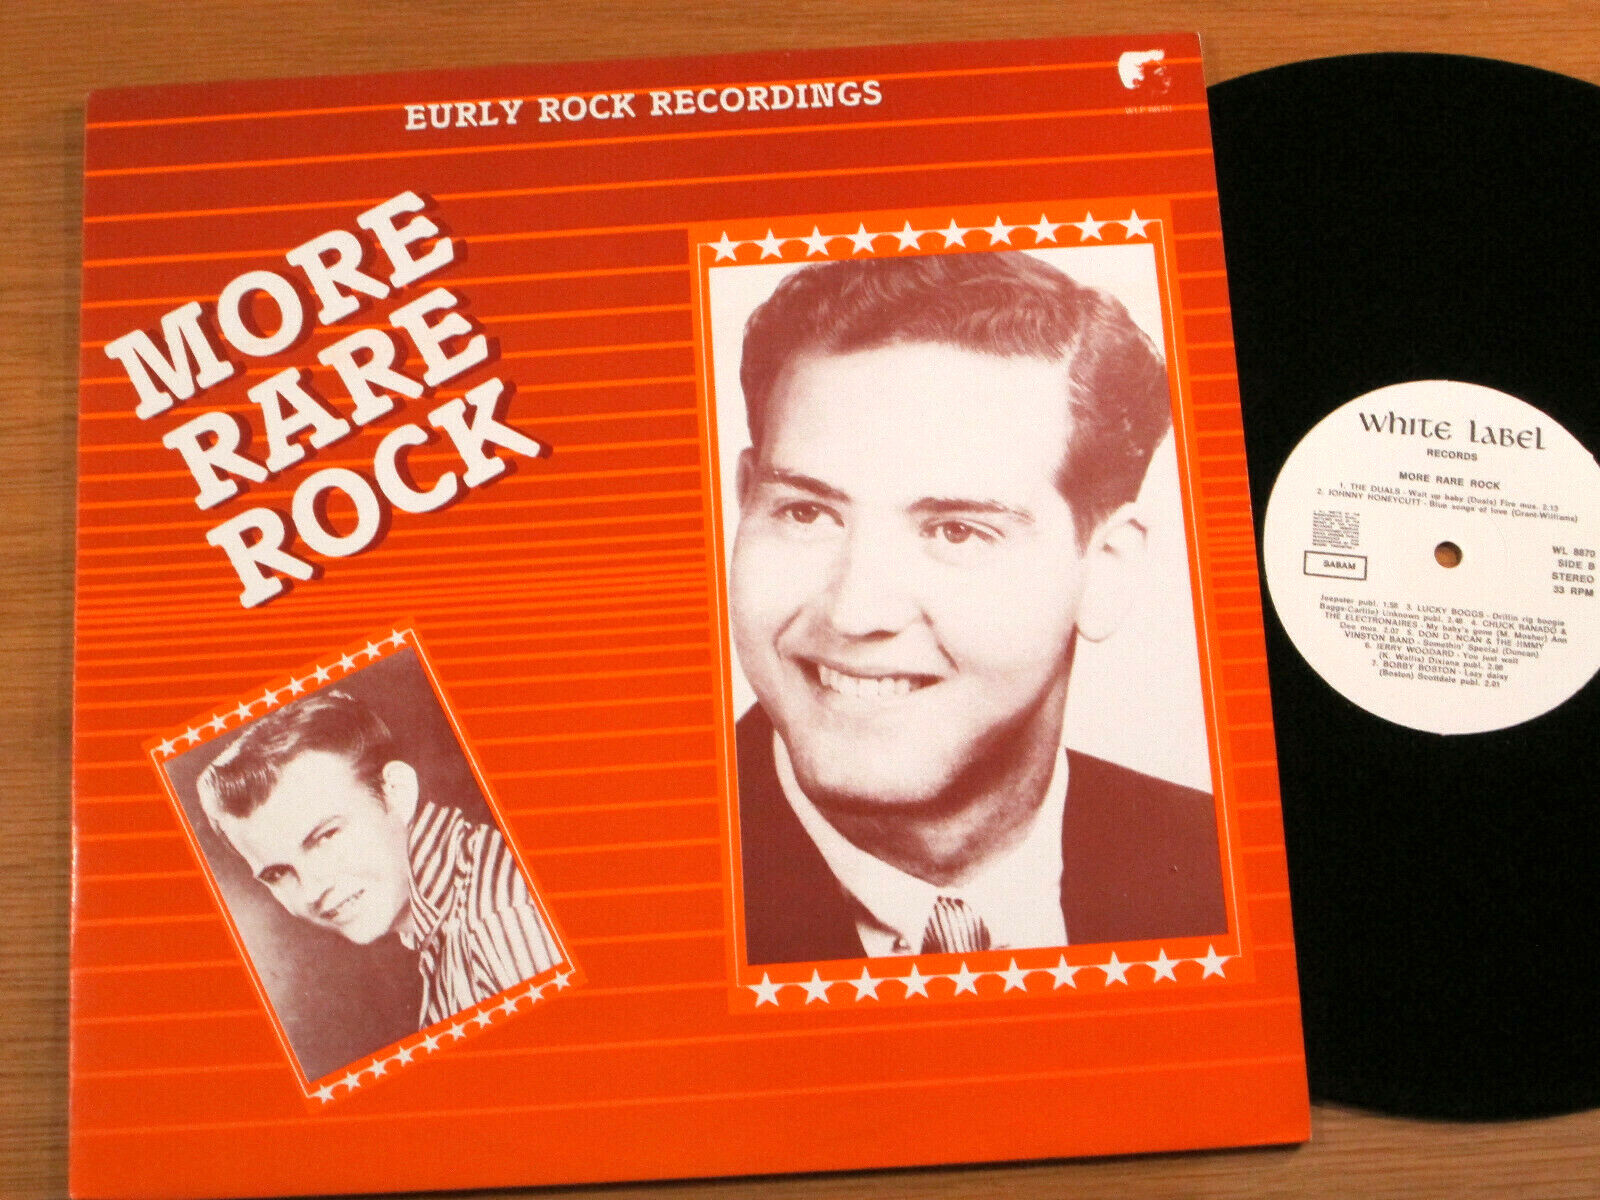 EURLY ROCK RECORDINGS
MORE
RARE
ROCK
WHITE LABEL
RECORDS
MORE RARE ROCK
1. THE DUALS - Wait up baby (Duals) Fire mus. 2.13
2. JOHNNY HONEYCUTT - Blue songs of love (Grant-Williams)
SABAM
WL 8870
SIDE B
STEREO
33 RPM
Jeepster publ. 1.58 3. LUCKY BOGGS - Drillin rig boogie
Baggs-Carlile) Unknown publ. 2.48 4. CHUCK RANADO &
THE ELECTRONAIRES - My baby's gone (M. Mosher) Ann
Dee mus. 2.07 5. DON D. NCAN & THE JIMMY
VINSTON BAND - Somethin' Special (Duncan)
6. JERRY WOODARD - You just wait
(K. Wallis) Dixiana publ. 2.08
7. BOBBY BOSTON - Lazy daisy
(Boston) Scottdale publ. 2.01